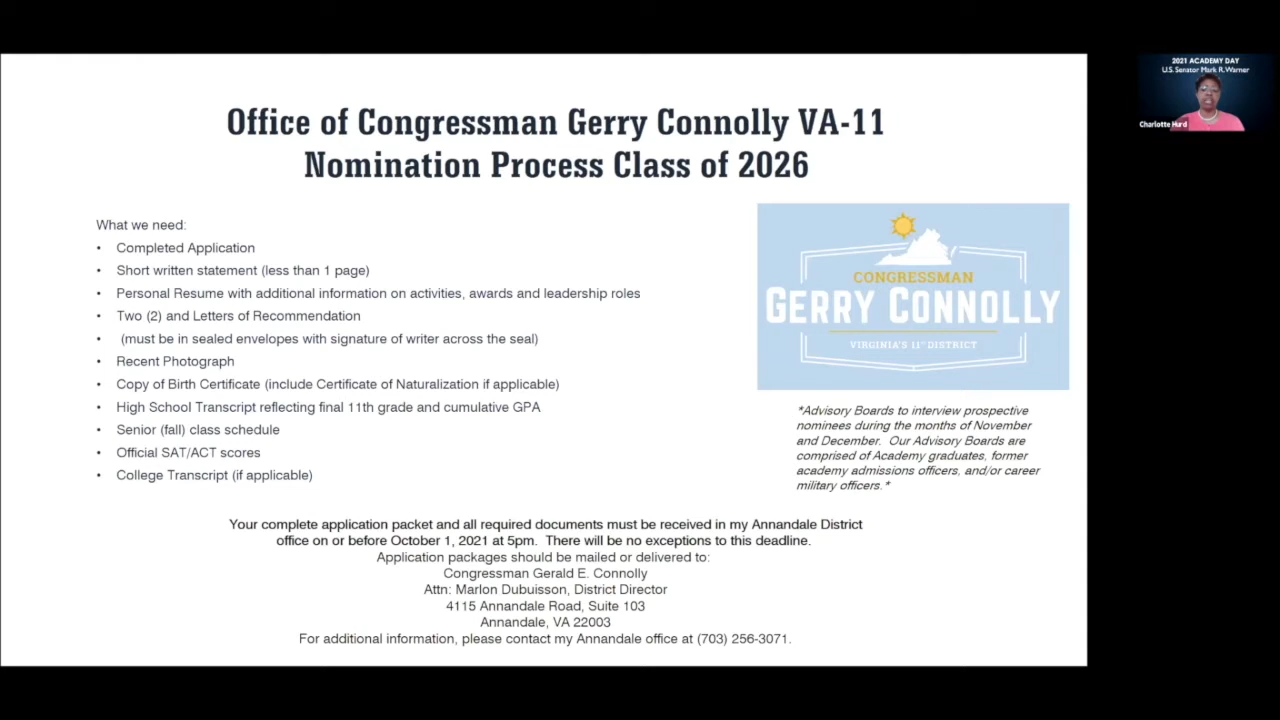 Office of Congressman Gerry Connolly VA-11
Nomination Process Class of 2026
What we need:
• Completed Application
• Short written statement (less than 1 page)
• Personal Resume with additional information on activities, awards and leadership roles
• Two (2) and Letters of Recommendation
• (must be in sealed envelopes with signature of writer across the seal)
• Recent Photograph
• Copy of Birth Certificate (include Certificate of Naturalization if applicable)
• High School Transcript reflecting final 11th grade and cumulative GPA
• Senior (fall) class schedule
• Official SAT/ACT scores
• College Transcript (if applicable)
CONGRESSMAN
GERRY CONNOLLY
VIRGINIA'S 11TH DISTRICT
*Advisory Boards to interview prospective
nominees during the months of November
and December. Our Advisory Boards are
comprised of Academy graduates, former
academy admissions officers, and/or career
military officers.*
Your complete application packet and all required documents must be received in my Annandale District
office on or before October 1, 2021 at 5pm. There will be no exceptions to this deadline.
Application packages should be mailed or delivered to:
Congressman Gerald E. Connolly
Attn: Marlon Dubuisson, District Director
4115 Annandale Road, Suite 103
Annandale, VA 22003
For additional information, please contact my Annandale office at (703) 256-3071.
2021 ACADEMY DAY
U.S. Senator Mark R. Warner
Charlotte Hurd